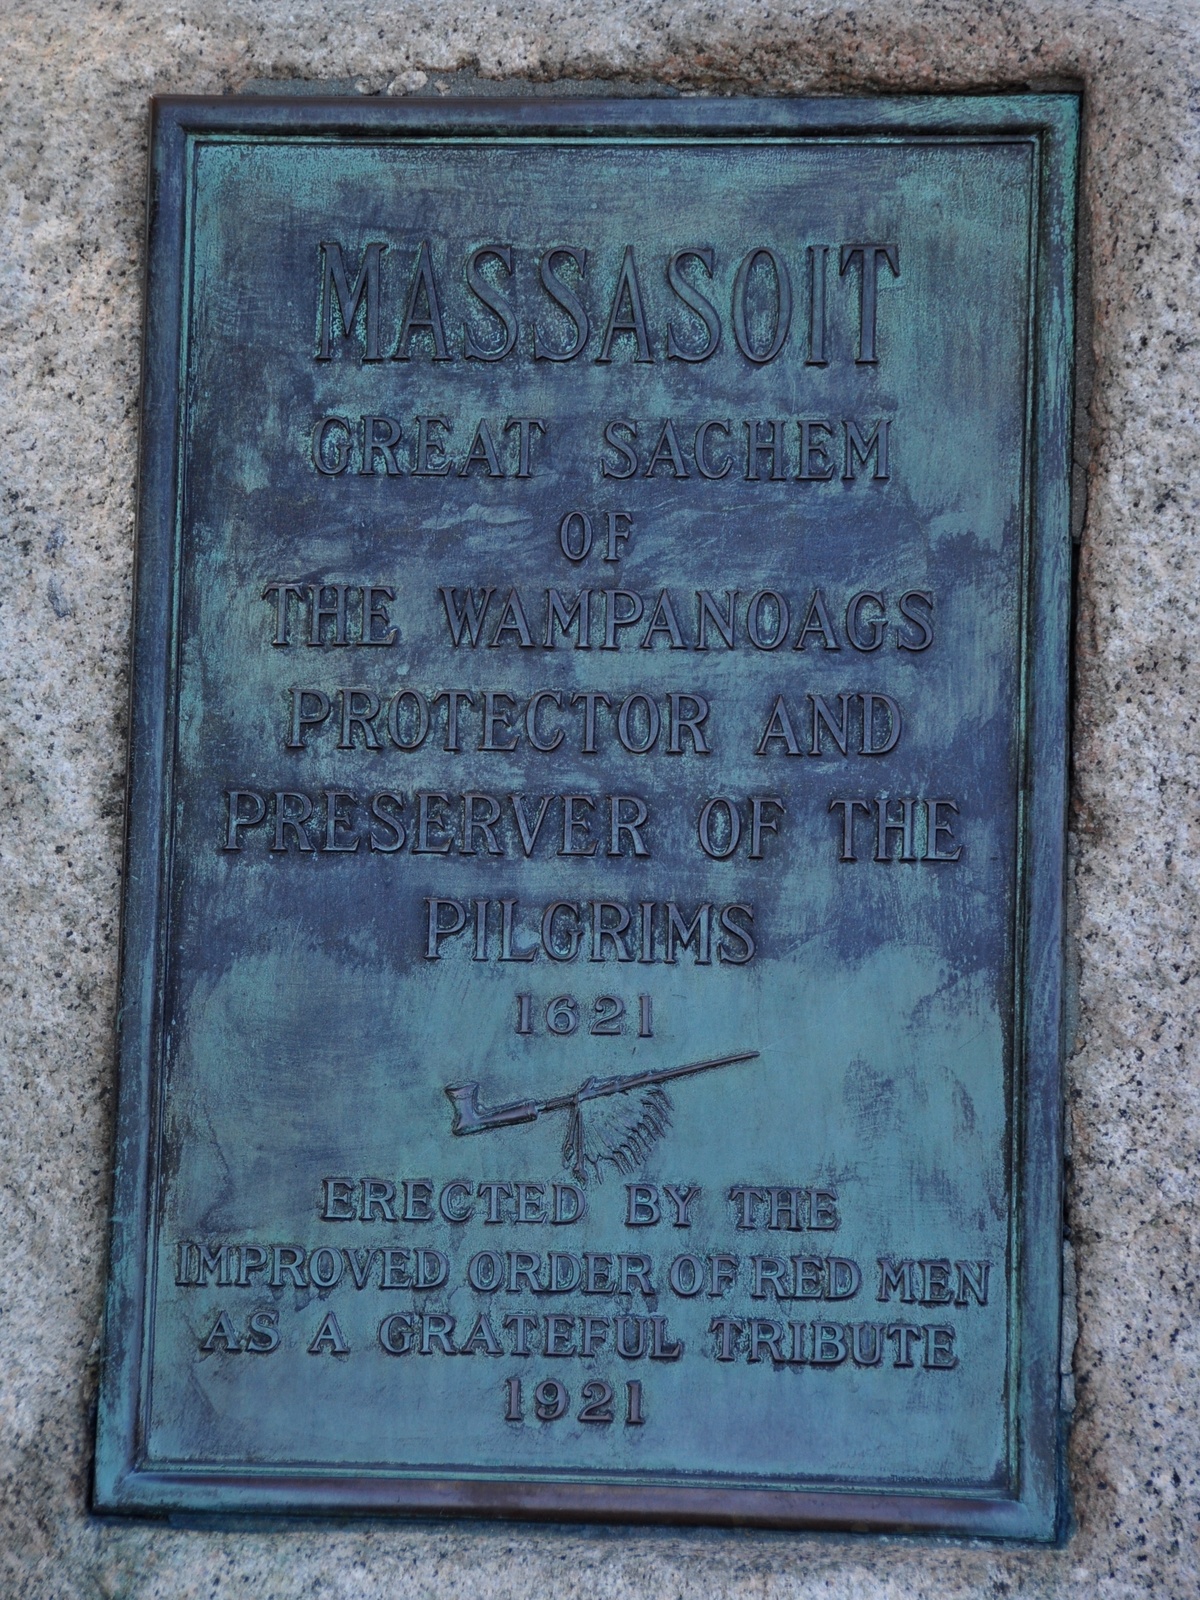 MASSASOIT
GREAT SACHEM
OF
THE WAMPANOAGS
PROTECTOR AND
PRESERVER OF THE
PILGRIMS
1621
ERECTED BY THE
IMPROVED ORDER OF RED MEN
AS A GRATEFUL TRIBUTE
1921